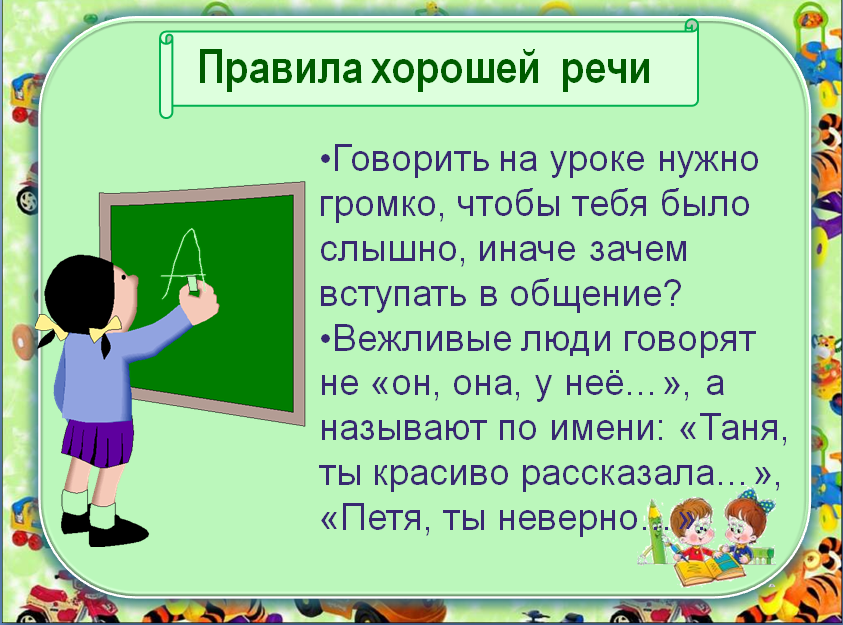 Правила хорошей речи
•Говорить на уроке нужно
громко, чтобы тебя было
слышно, иначе зачем
вступать в общение?
•Вежливые люди говорят
не «он, она, у неё…», а
называют по имени: «Таня,
ты красиво рассказала…»,
«Петя, ты неверно…»
А